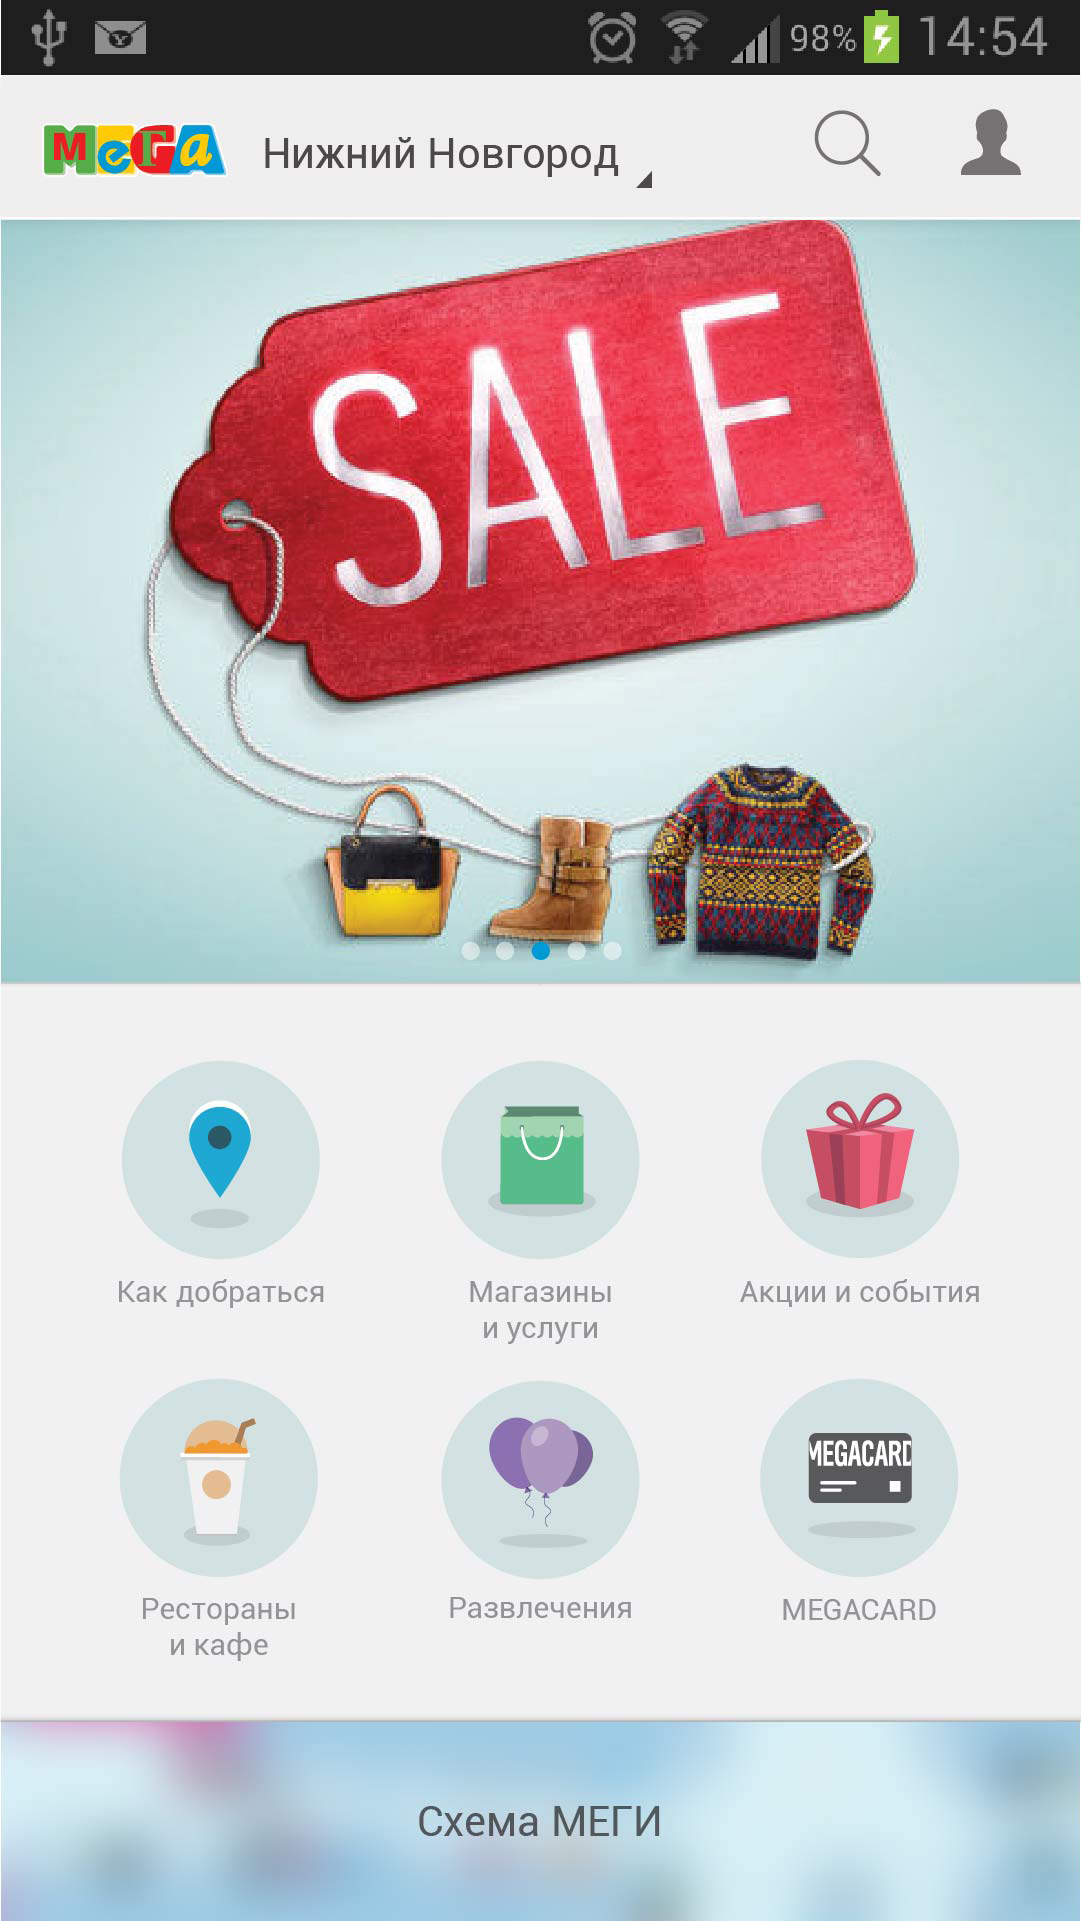 98% 14:54
МЕГА Нижний Новгород
SALE
Как добраться
Магазины
и услуги
Акции и события
MEGACARD
Рестораны
и кафе
Развлечения
MEGACARD
Схема МЕГИ